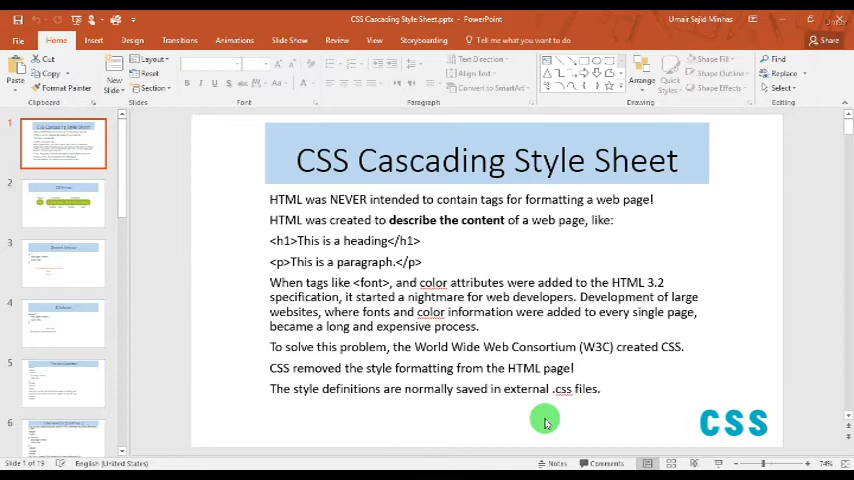 CSS Cascading Style Sheet.pptx - PowerPoint
Umair Sajid Minhas
File Home Insert Design Transitions Animations Slide Show Review View Storyboarding Tell me what you want to do
Share
Paste
Cut
Copy
Format Painter
Clipboard
New Slide
Layout
Reset
Section
Slides
Font
Text Direction
Align Text
Convert to SmartArt
Paragraph
Arrange
Quick Styles
Shape Fill
Shape Outline
Shape Effects
Drawing
Find
Replace
Select
Editing
1
2
3
4
5
6
CSS Cascading Style Sheet
HTML was NEVER intended to contain tags for formatting a web page!
HTML was created to describe the content of a web page, like:
<h1>This is a heading</h1>
<p>This is a paragraph.</p>
When tags like <font>, and color attributes were added to the HTML 3.2
specification, it started a nightmare for web developers. Development of large
websites, where fonts and color information were added to every single page,
became a long and expensive process.
To solve this problem, the World Wide Web Consortium (W3C) created CSS.
CSS removed the style formatting from the HTML page!
The style definitions are normally saved in external .css files.
CSS
Slide 1 of 19
English (United States)
Notes
Comments
74%